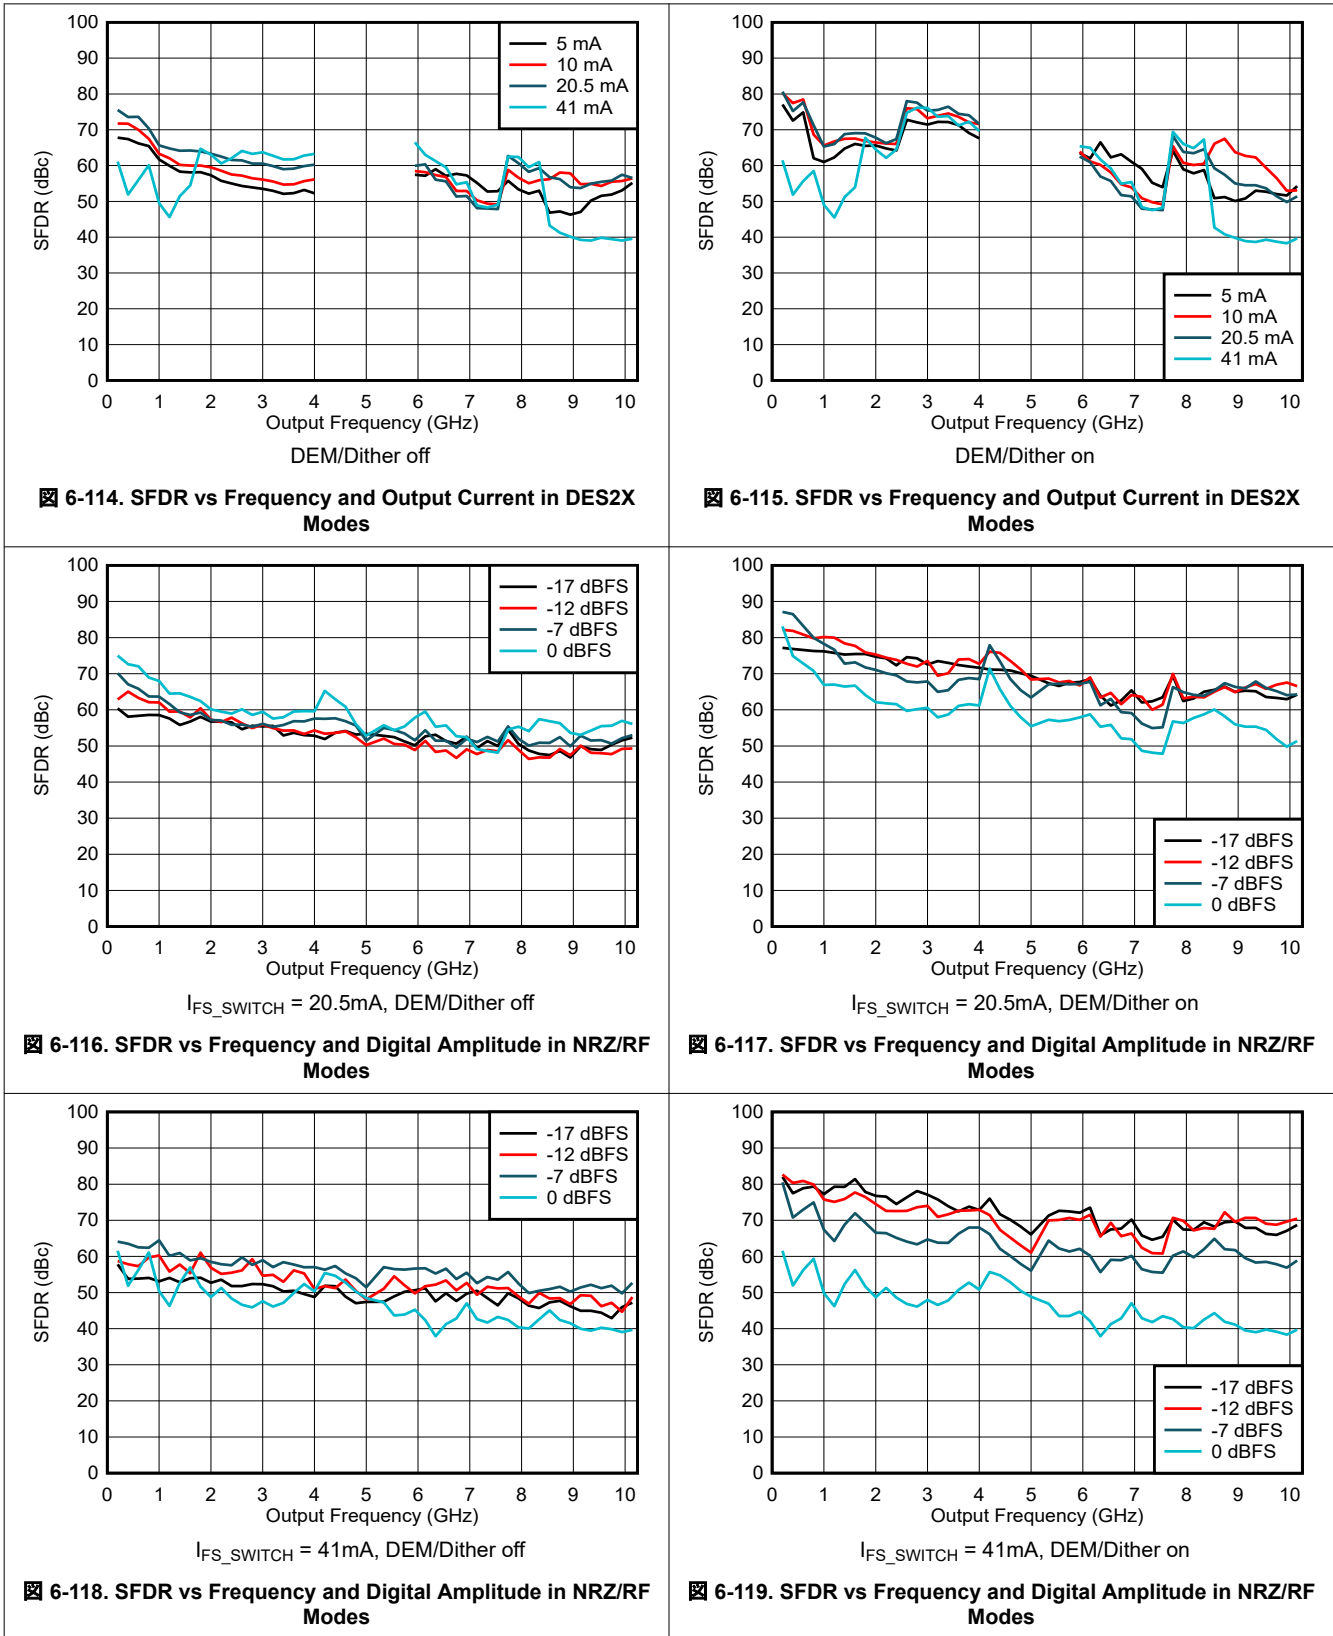 100
90
80
70
60
50
40
30
20
10
0
SFDR (dBc)
5 mA
10 mA
20.5 mA
41 mA
0 1 2 3 4 5 6 7 8 9 10
Output Frequency (GHz)
DEM/Dither off
図 6-114. SFDR vs Frequency and Output Current in DES2X
Modes
100
90
80
70
60
50
40
30
20
10
0
SFDR (dBc)
5 mA
10 mA
20.5 mA
41 mA
0 1 2 3 4 5 6 7 8 9 10
Output Frequency (GHz)
DEM/Dither on
図 6-115. SFDR vs Frequency and Output Current in DES2X
Modes
100
90
80
70
60
50
40
30
20
10
0
SFDR (dBc)
-17 dBFS
-12 dBFS
-7 dBFS
0 dBFS
0 1 2 3 4 5 6 7 8 9 10
Output Frequency (GHz)
IFS_SWITCH = 20.5mA, DEM/Dither off
図 6-116. SFDR vs Frequency and Digital Amplitude in NRZ/RF
Modes
100
90
80
70
60
50
40
30
20
10
0
SFDR (dBc)
-17 dBFS
-12 dBFS
-7 dBFS
0 dBFS
0 1 2 3 4 5 6 7 8 9 10
Output Frequency (GHz)
IFS_SWITCH = 20.5mA, DEM/Dither on
図 6-117. SFDR vs Frequency and Digital Amplitude in NRZ/RF
Modes
100
90
80
70
60
50
40
30
20
10
0
SFDR (dBc)
-17 dBFS
-12 dBFS
-7 dBFS
0 dBFS
0 1 2 3 4 5 6 7 8 9 10
Output Frequency (GHz)
IFS_SWITCH = 41mA, DEM/Dither off
図 6-118. SFDR vs Frequency and Digital Amplitude in NRZ/RF
Modes
100
90
80
70
60
50
40
30
20
10
0
SFDR (dBc)
-17 dBFS
-12 dBFS
-7 dBFS
0 dBFS
0 1 2 3 4 5 6 7 8 9 10
Output Frequency (GHz)
IFS_SWITCH = 41mA, DEM/Dither on
図 6-119. SFDR vs Frequency and Digital Amplitude in NRZ/RF
Modes